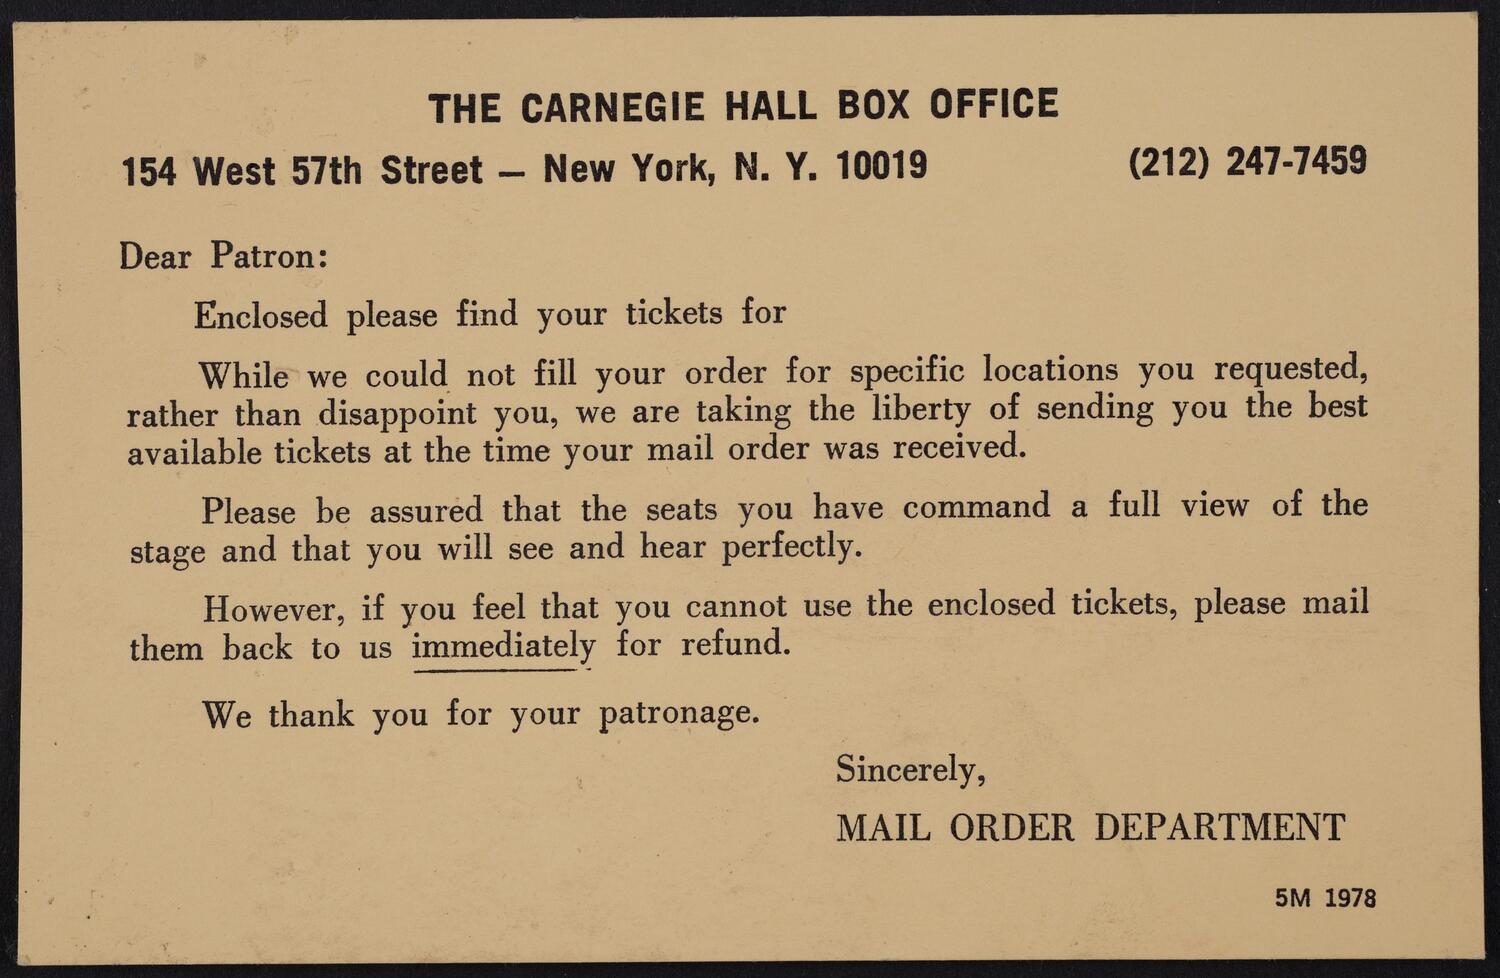 THE CARNEGIE HALL BOX OFFICE
154 West 57th Street — New York, N. Y. 10019 (212) 247-7459
Dear Patron:
Enclosed please find your tickets for
While we could not fill your order for specific locations you requested,
rather than disappoint you, we are taking the liberty of sending you the best
available tickets at the time your mail order was received.
Please be assured that the seats you have command a full view of the
stage and that you will see and hear perfectly.
However, if you feel that you cannot use the enclosed tickets, please mail
them back to us immediately for refund.
We thank you for your patronage.
Sincerely,
MAIL ORDER DEPARTMENT
5M 1978